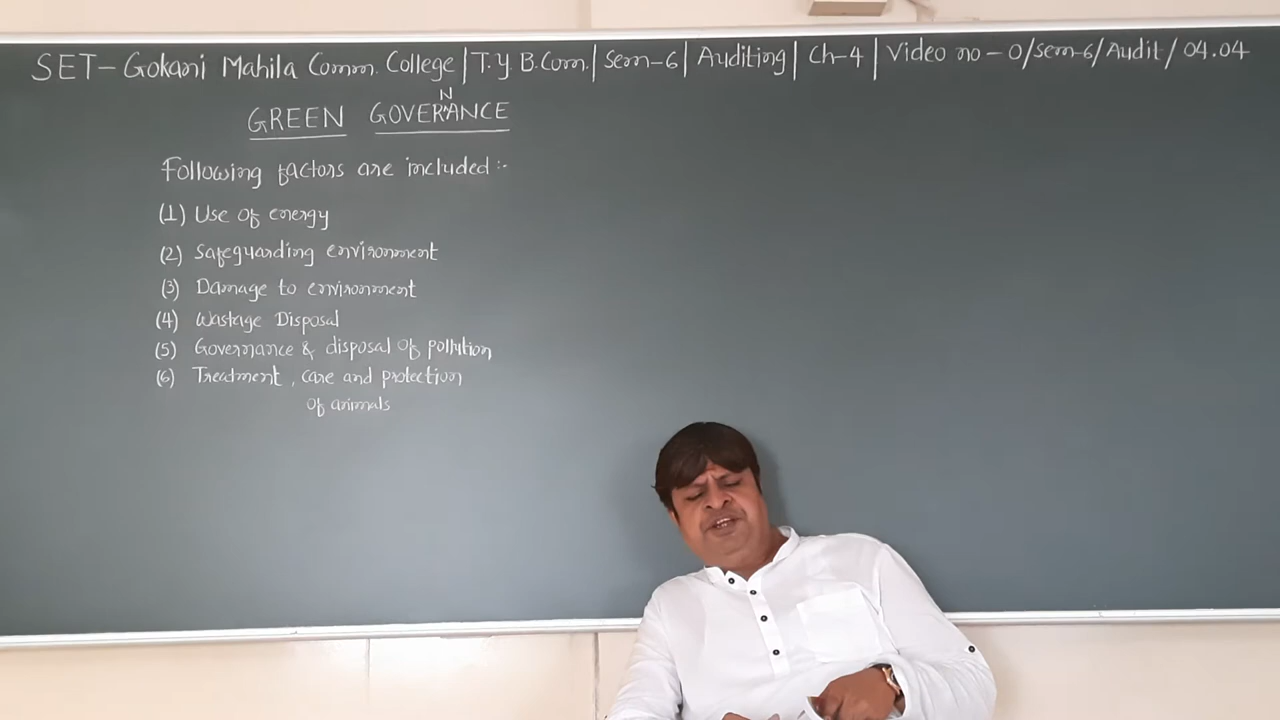 SET-Gokani Mahila Comm. College | T.Y. B.Com. | Sem-6 | Auditing | Ch-4 | Video no - 0/sem-6/Audit/04.04
GREEN GOVERNANCE
Following factors are included :-
(1) Use of energy
(2) Safeguarding environment
(3) Damage to environment
(4) Wastage Disposal
(5) Governance & disposal of pollution
(6) Treatment, care and protection
of animals